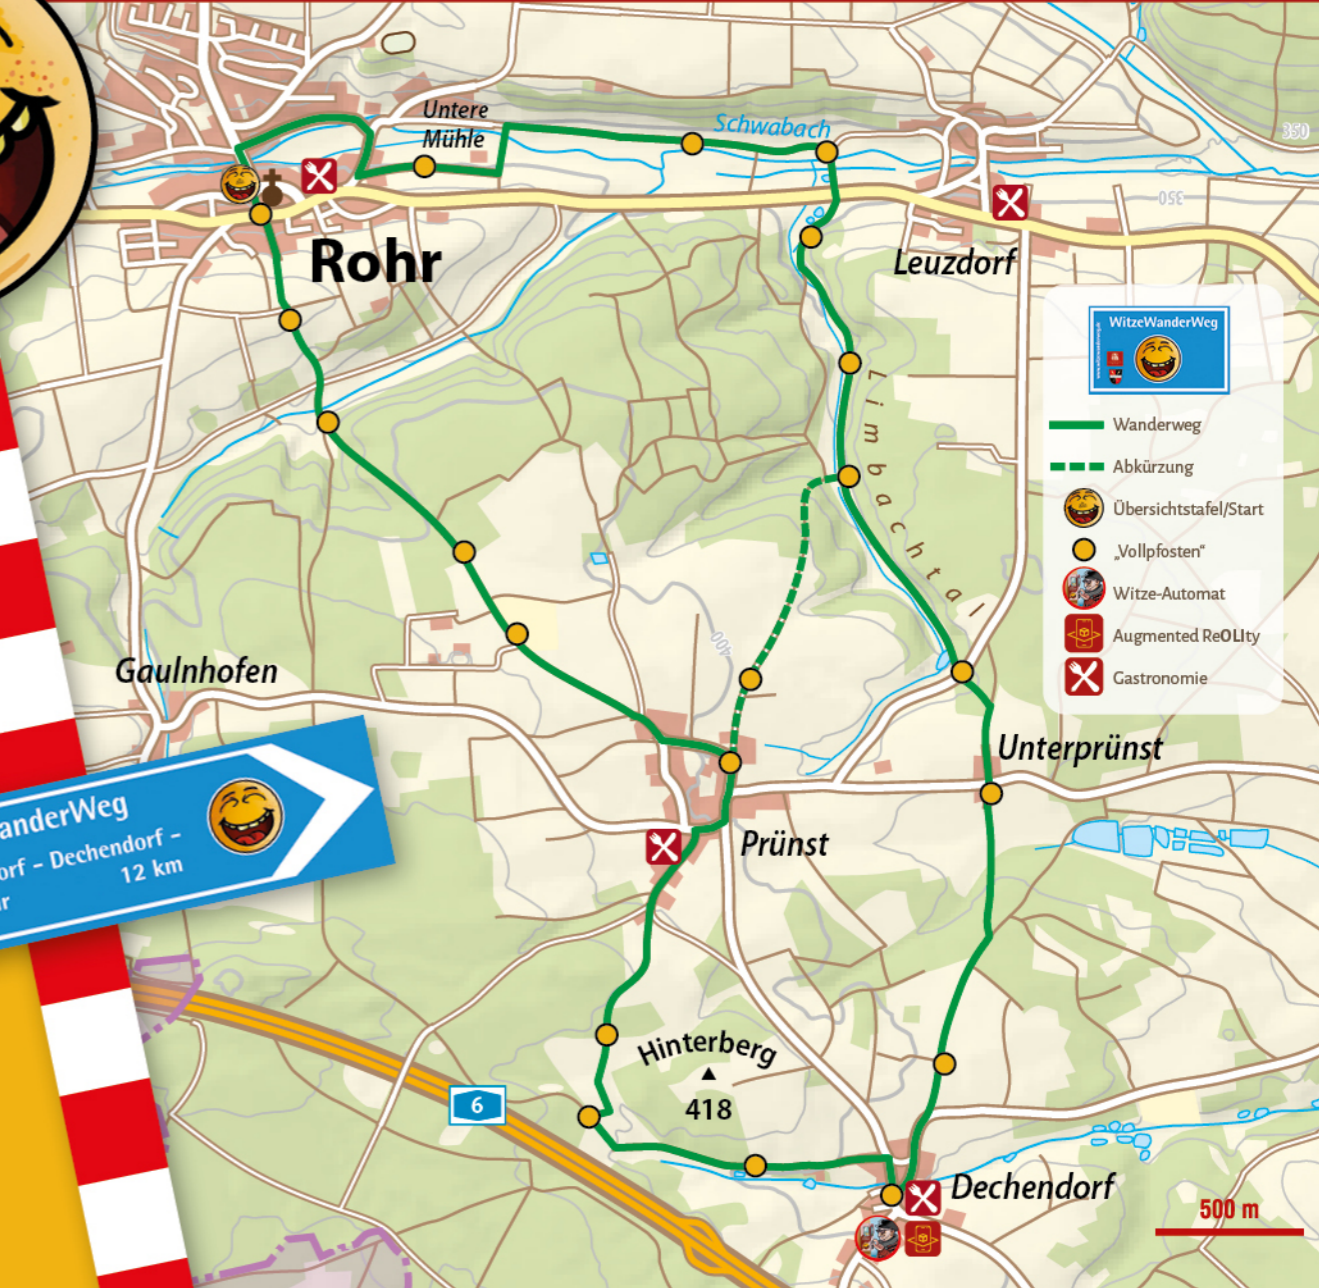 Untere
Mühle
Schwabach
350
350
Rohr
Leuzdorf
WitzeWanderWeg
Limbachtal
Wanderweg
Abkürzung
Übersichtstafel/Start
„Vollpfosten“
Witze-Automat
Augmented ReOLIty
Gastronomie
400
Gaulnhofen
Unterprünst
anderWeg
orf – Dechendorf –
12 km
r
Prünst
Hinterberg
418
6
Dechendorf
500 m